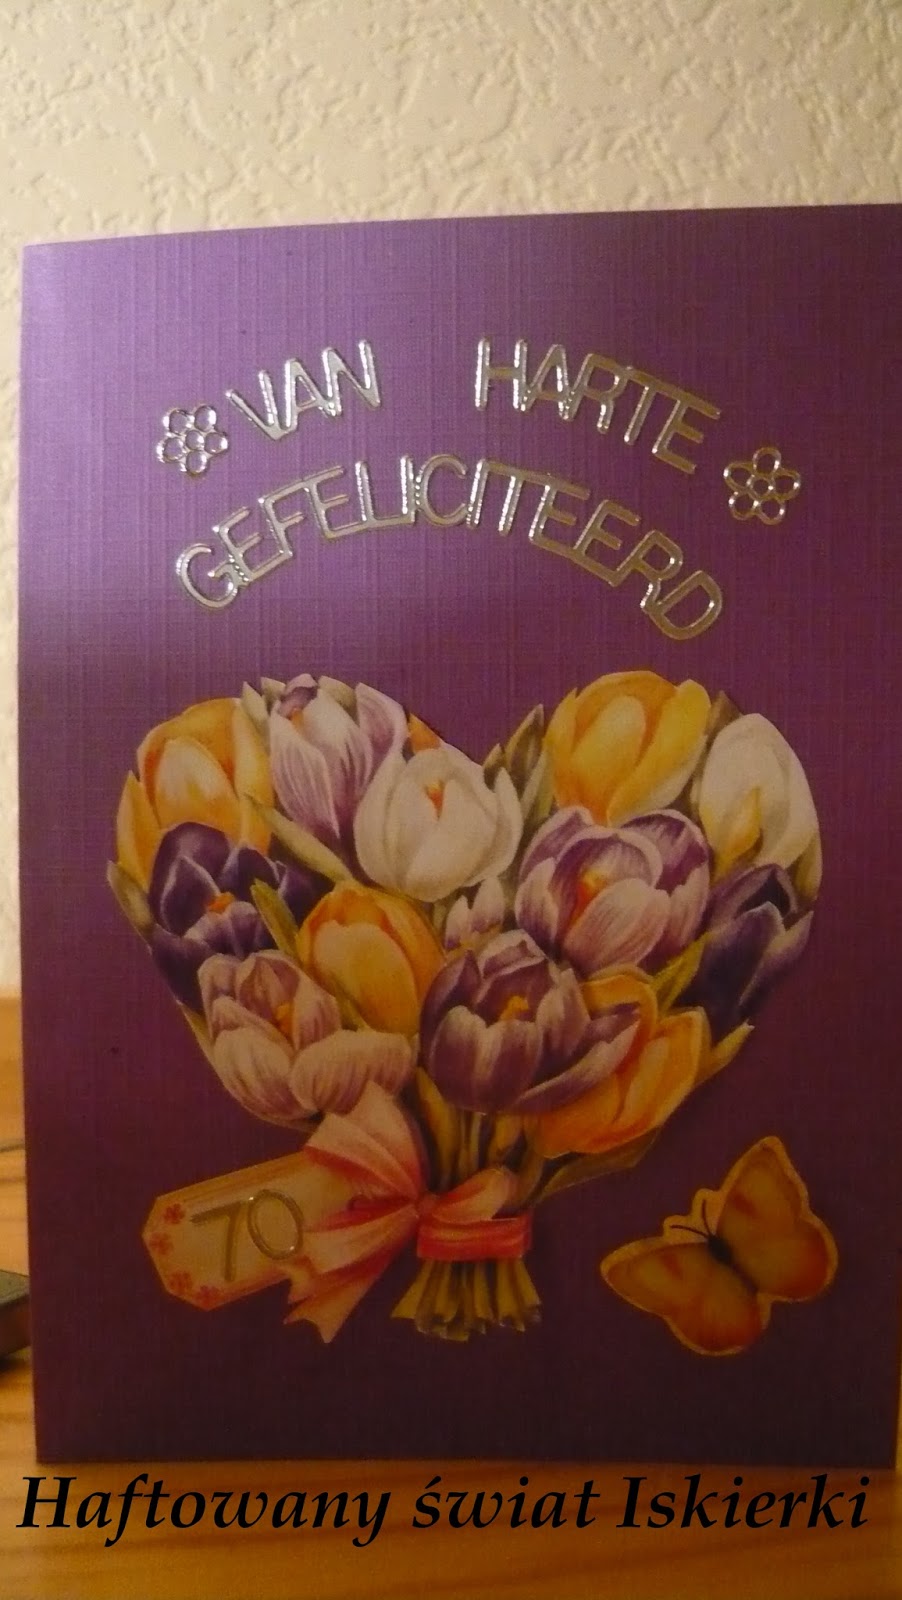 VAN HARTE
GEFELICITEERD
70
Haftowany świat Iskierki